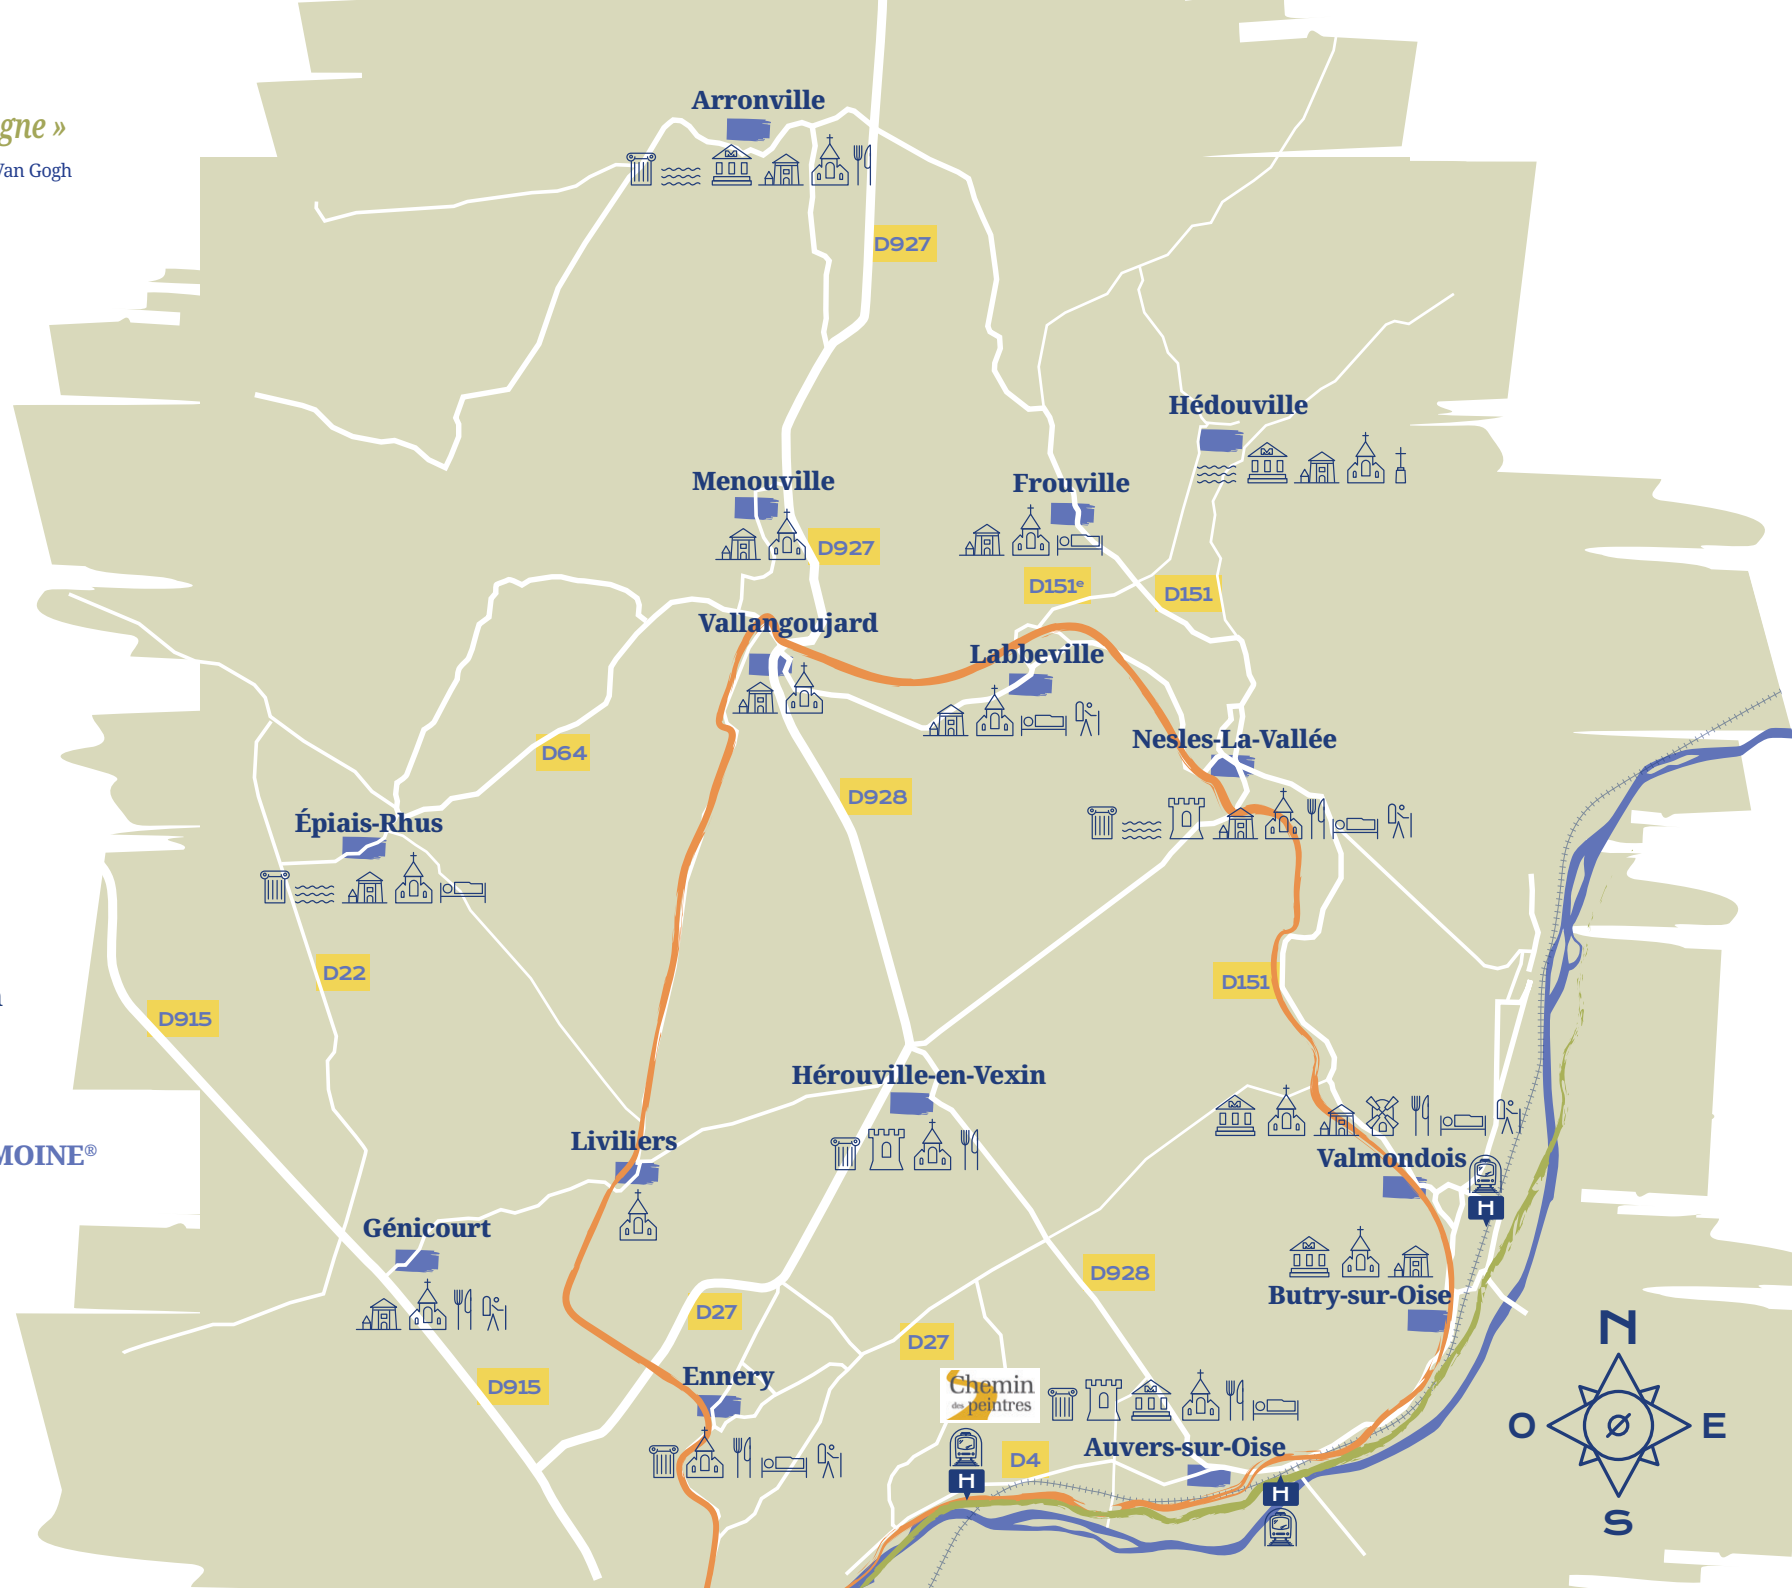 Arronville
gne »
Van Gogh
D927
Hédouville
Menouville
Frouville
D927
D151e
D151
Vallangoujard
Labbeville
Nesles-La-Vallée
D64
D928
Épiais-Rhus
D22
D151
D915
Hérouville-en-Vexin
Liviliers
MOINE®
Valmondois
H
Génicourt
D928
Butry-sur-Oise
D27
D27
N
Ennery
D915
Chemin
des peintres
O
E
Auvers-sur-Oise
D4
H
H
S